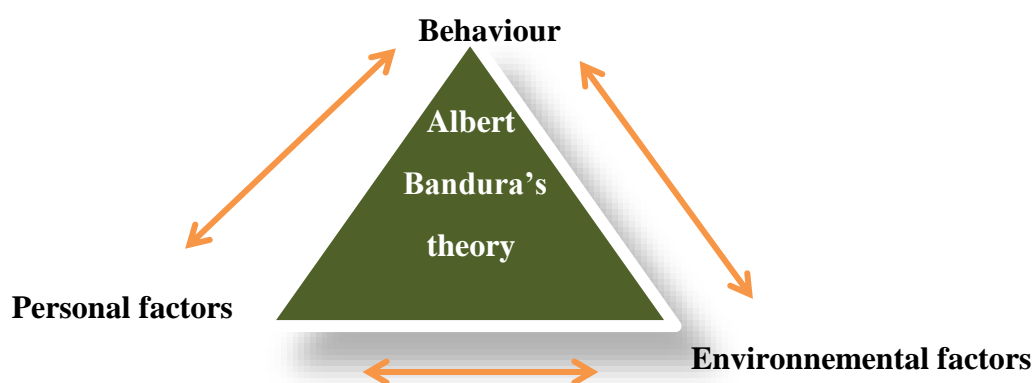 Behaviour
Albert
Bandura’s
theory
Personal factors
Environnemental factors